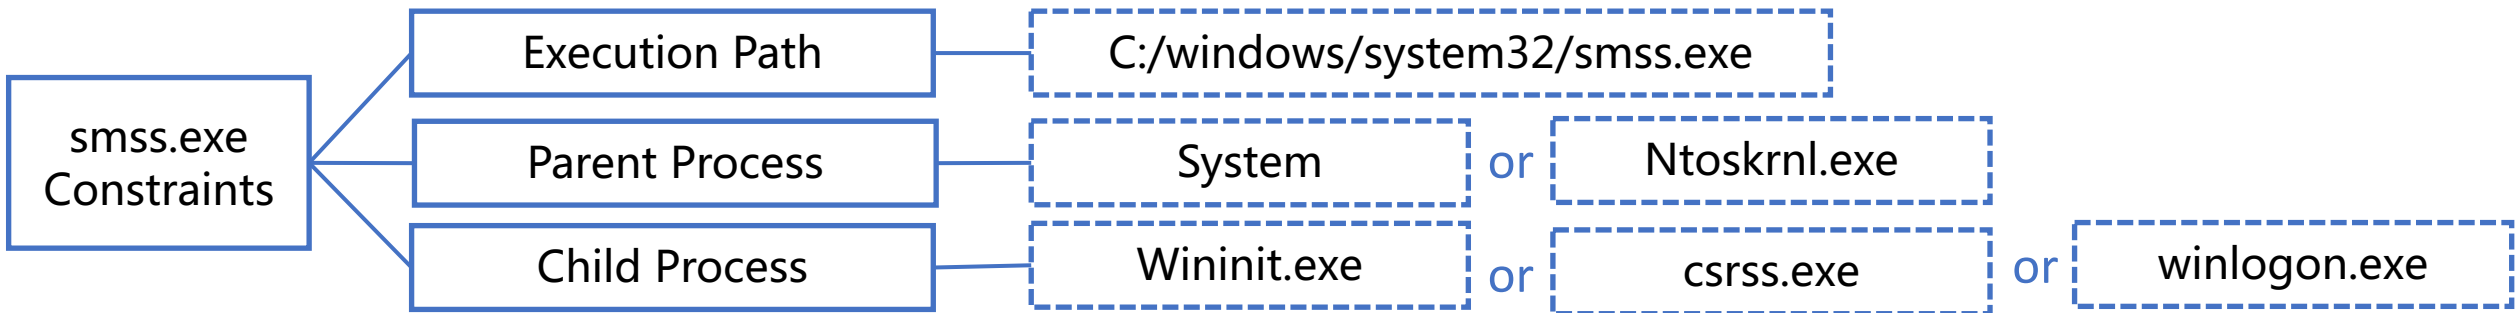 smss.exe
Constraints
Execution Path
C:/windows/system32/smss.exe
Parent Process
System
or
Ntoskrnl.exe
Child Process
Wininit.exe
or
csrss.exe
or
winlogon.exe